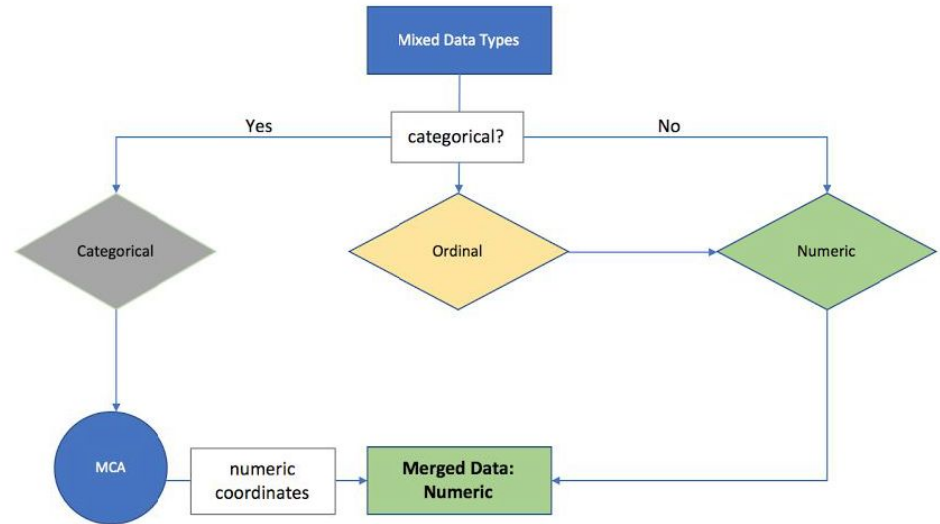 Mixed Data Types
Yes
categorical?
No
Categorical
Ordinal
Numeric
MCA
numeric
coordinates
Merged Data:
Numeric